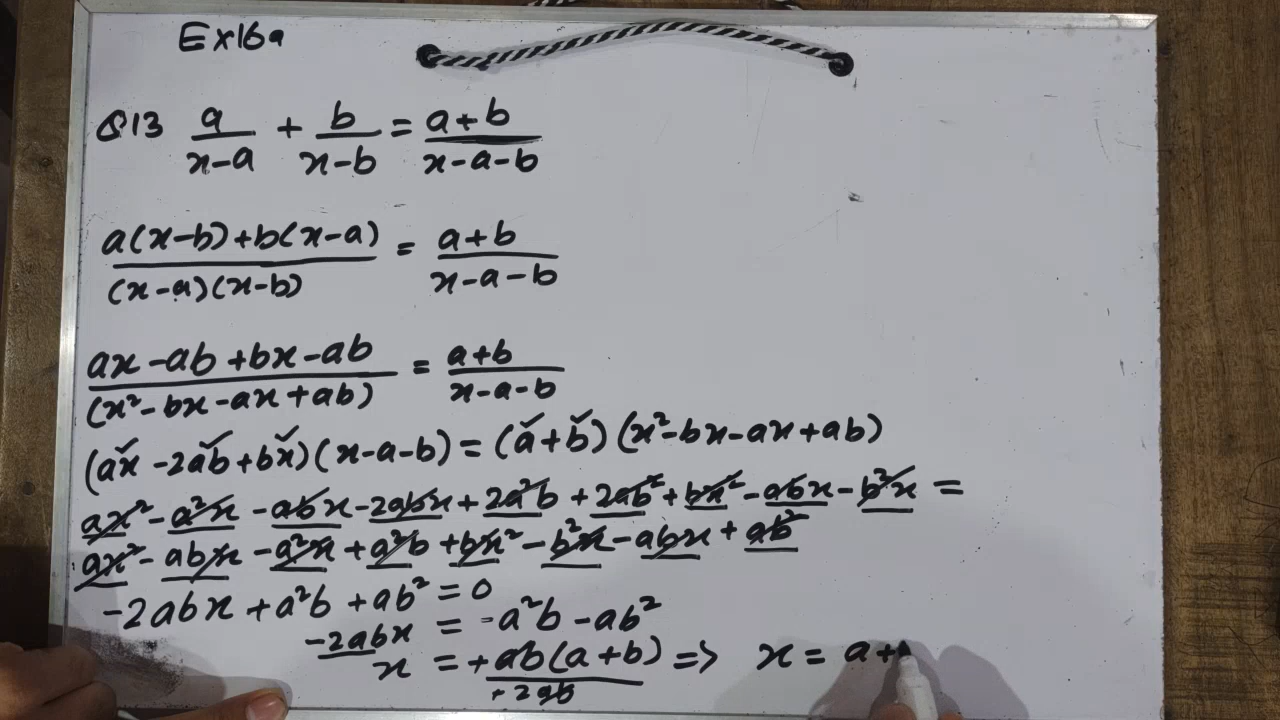 Ex16a
Q13 a/(x-a) + b/(x-b) = (a+b)/(x-a-b)
(a(x-b)+b(x-a))/((x-a)(x-b)) = (a+b)/(x-a-b)
(ax-ab+bx-ab)/(x²-bx-ax+ab) = (a+b)/(x-a-b)
(ax-2ab+bx)(x-a-b) = (a+b)(x²-bx-ax+ab)
ax²-a²x-abx-2abx+2a²b+2ab²+bx²-abx-b²x =
ax²-abx-a²x+a²b+bx²-b²x-abx+ab²
-2abx+a²b+ab²=0
-2abx = -a²b-ab²
x = +ab(a+b)/+2ab => x = a+